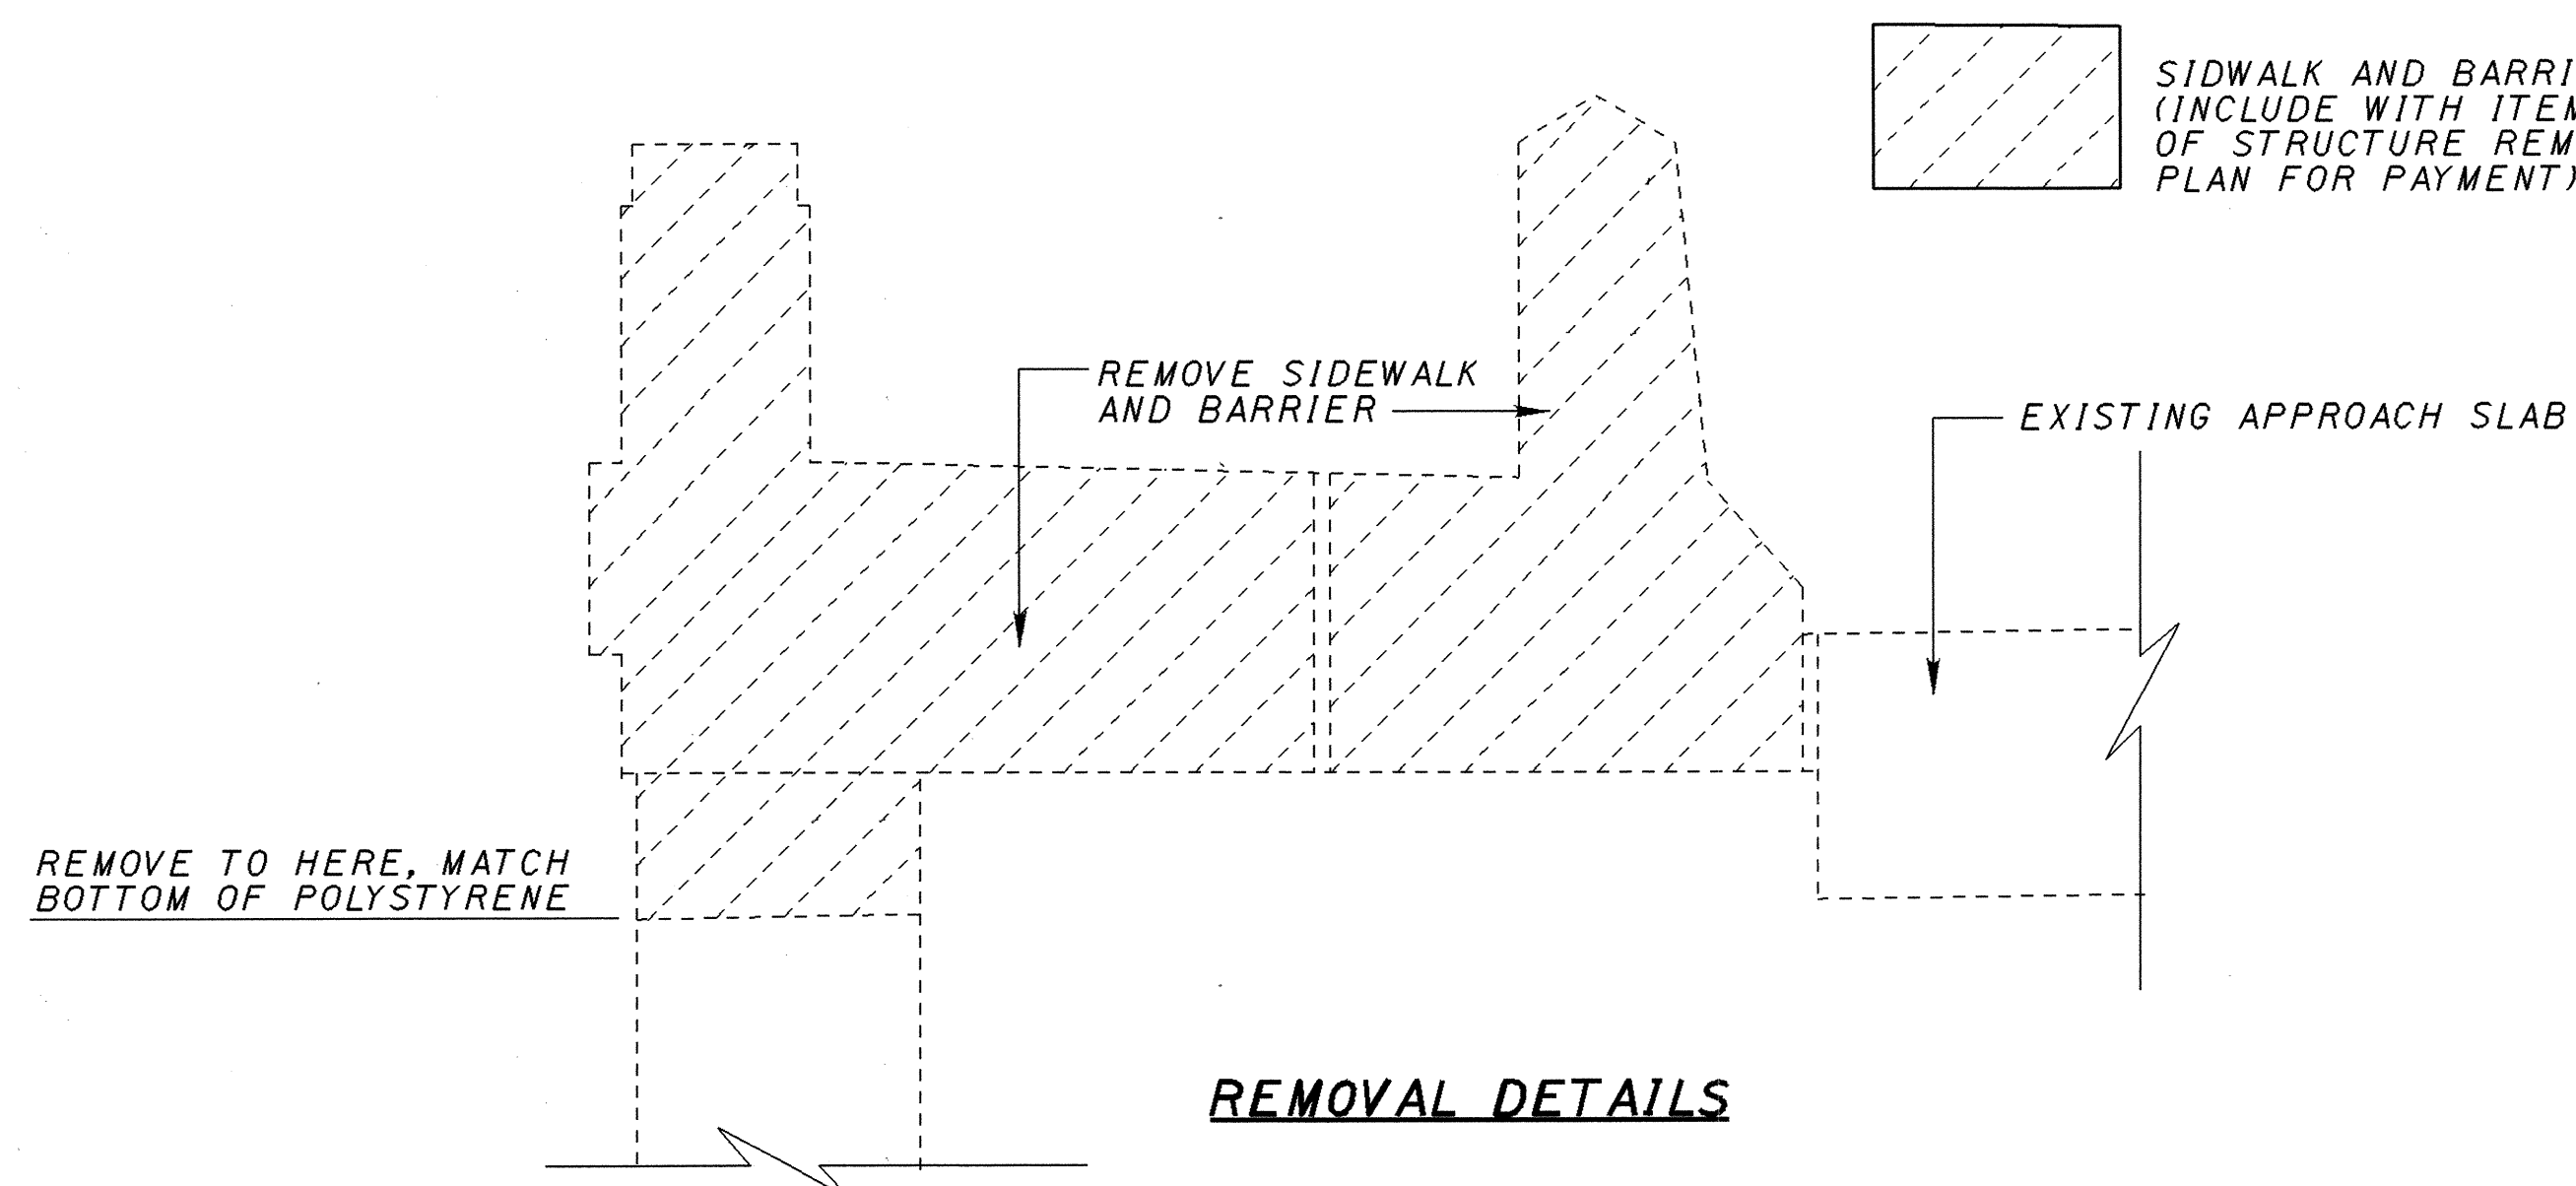 SIDWALK AND BARRI
(INCLUDE WITH ITEM
OF STRUCTURE REM
PLAN FOR PAYMENT)
REMOVE SIDEWALK
AND BARRIER
EXISTING APPROACH SLAB
REMOVE TO HERE, MATCH
BOTTOM OF POLYSTYRENE
REMOVAL DETAILS